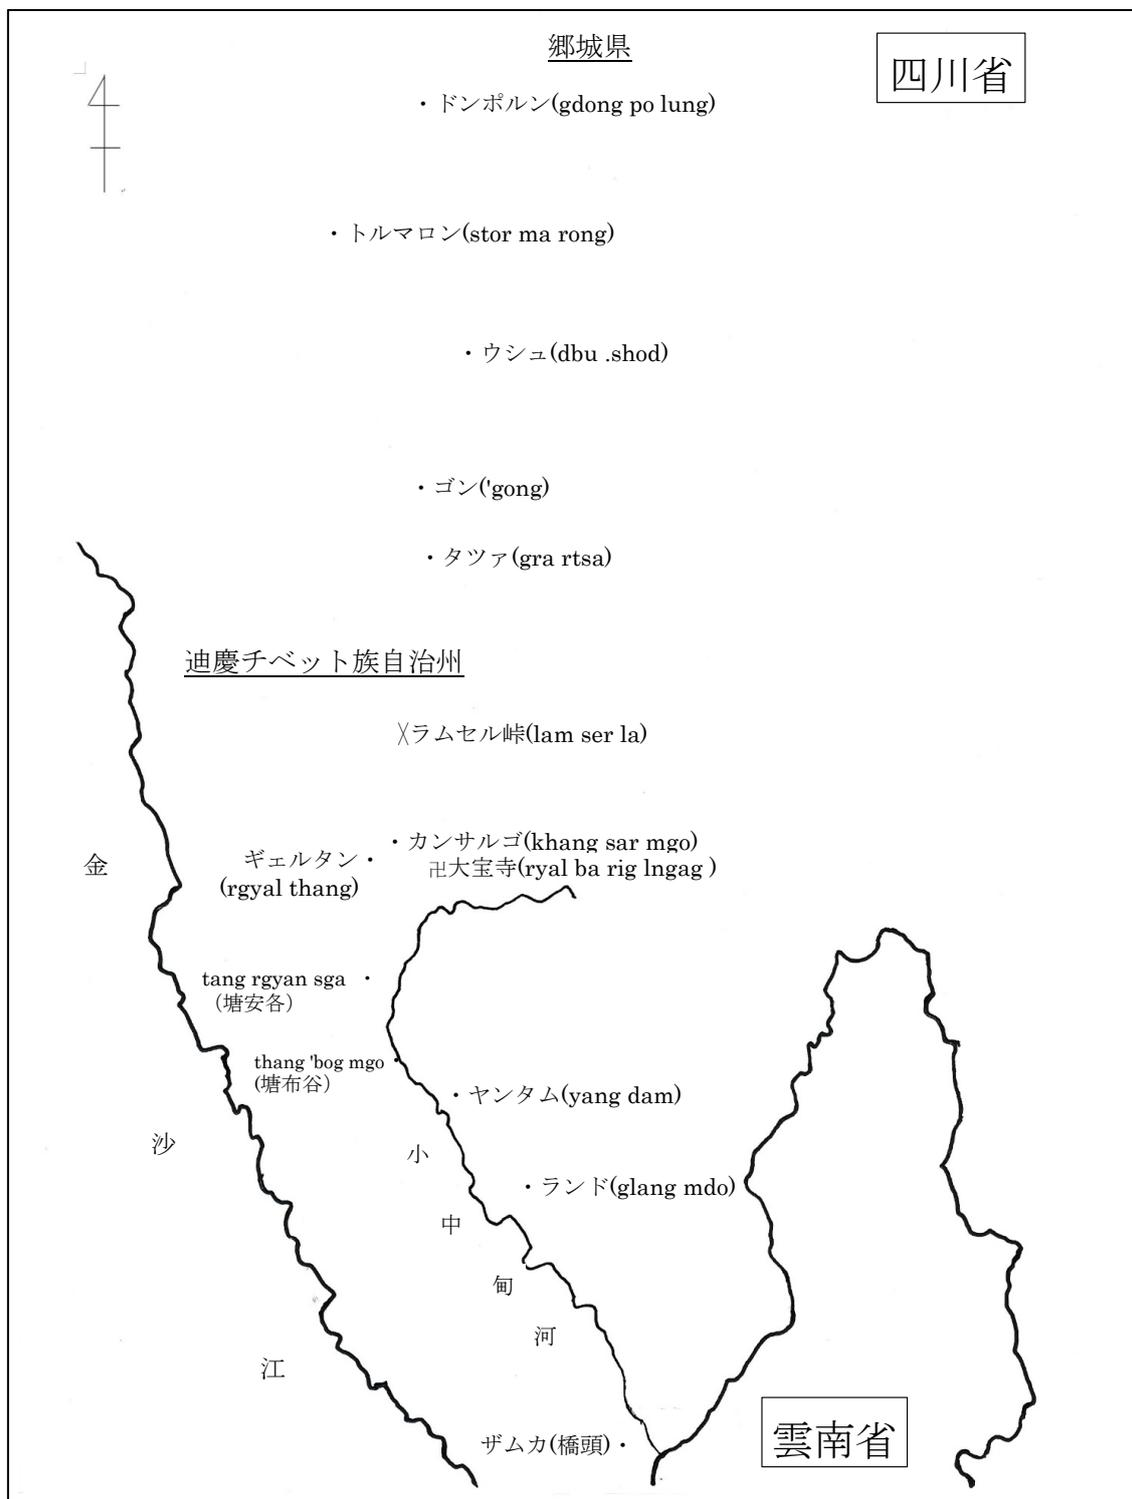 郷城県
四川省
・ドンポルン(gdong po lung)
・トルマロン(stor ma rong)
・ウシュ(dbu .shod)
・ゴン('gong)
・タツァ(gra rtsa)
迪慶チベット族自治州
╳ラムセル峠(lam ser la)
・カンサルゴ(khang sar mgo)
ギェルタン・
(rgyal thang)
卍大宝寺(ryal ba rig lngag )
tang rgyan sga ・
（塘安各）
thang 'bog mgo ・
(塘布谷）
・ヤンタム(yang dam)
・ランド(glang mdo)
金
沙
江
小
中
甸
河
ザムカ(橋頭)・
雲南省